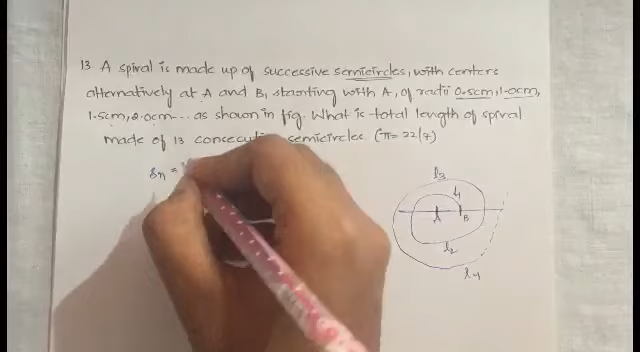 13. A spiral is made up of successive semicircles, with centers
alternatively at A and B, starting with A, of radii 0.5cm, 1.0cm,
1.5cm, 2.0cm... as shown in fig. What is total length of spiral
made of 13 semicircles. (π = 22/7)
Sn =
l3
l1
A
B
l2
l4